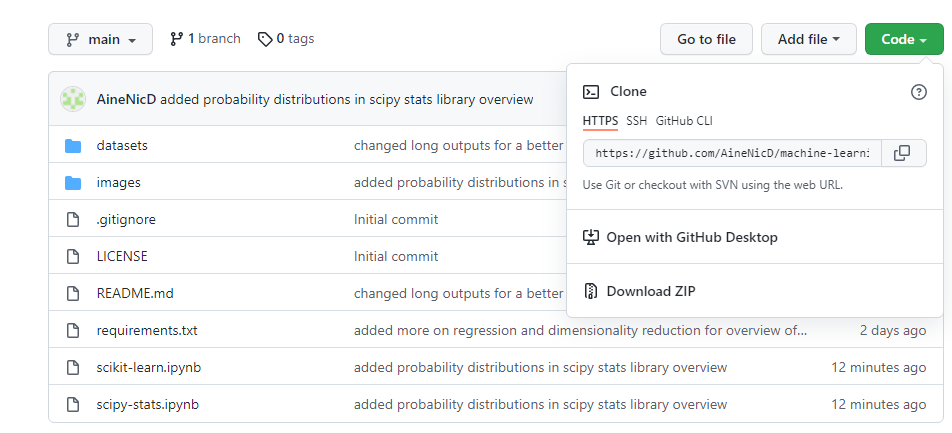 main 1 branch 0 tags Go to file Add file Code
AineNicD added probability distributions in scipy stats library overview
Clone
HTTPS SSH GitHub CLI
https://github.com/AineNicD/machine-learni
Use Git or checkout with SVN using the web URL.
Open with GitHub Desktop
Download ZIP
datasets changed long outputs for a better
images added probability distributions in s
.gitignore Initial commit
LICENSE Initial commit
README.md changed long outputs for a better
requirements.txt added more on regression and dimensionality reduction for overview of... 2 days ago
scikit-learn.ipynb added probability distributions in scipy stats library overview 12 minutes ago
scipy-stats.ipynb added probability distributions in scipy stats library overview 12 minutes ago